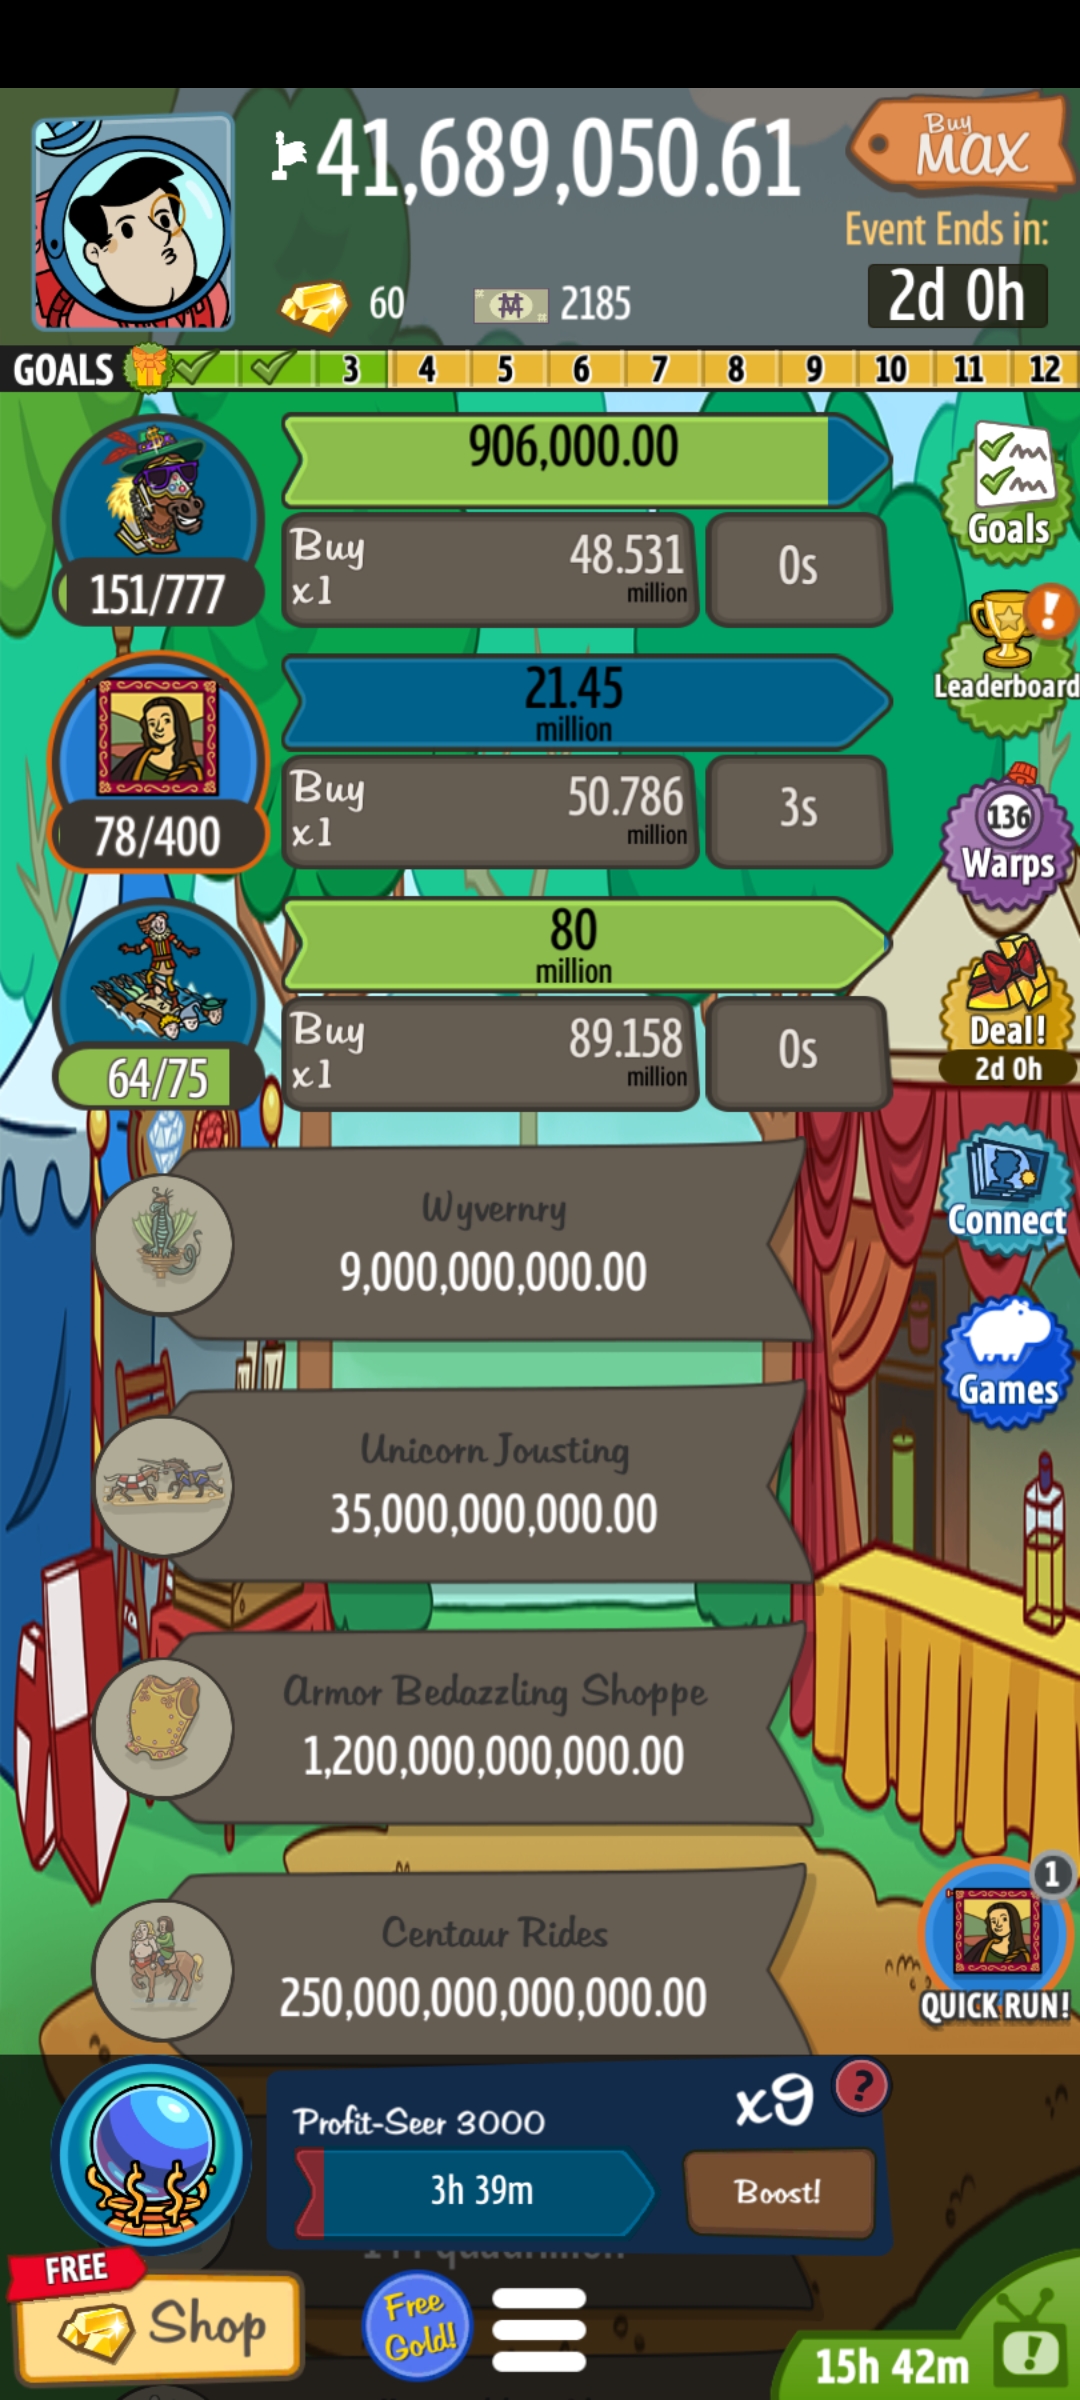 41,689,050.61
Buy
MAX
Event Ends in:
2d 0h
60
2185
GOALS 3 4 5 6 7 8 9 10 11 12
906,000.00
151/777
Buy
x1
48.531
million
0s
Goals
Leaderboard
21.45
million
78/400
Buy
x1
50.786
million
3s
136
Warps
80
million
64/75
Buy
x1
89.158
million
0s
Deal!
2d 0h
Wyvernry
9,000,000,000.00
Connect
Unicorn Jousting
35,000,000,000.00
Games
Armor Bedazzling Shoppe
1,200,000,000,000.00
Centaur Rides
250,000,000,000,000.00
1
QUICK RUN!
Profit-Seer 3000
x9
?
3h 39m
Boost!
FREE
Shop
Free
Gold!
15h 42m